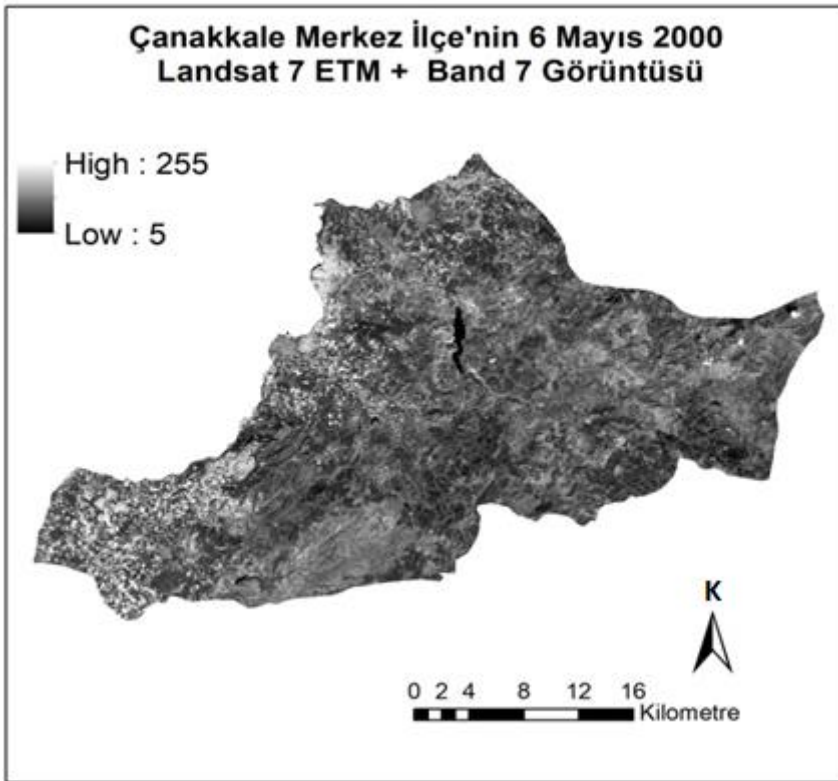 Çanakkale Merkez İlçe'nin 6 Mayıs 2000
Landsat 7 ETM + Band 7 Görüntüsü
High : 255
Low : 5
K
0 2 4 8 12 16
Kilometre